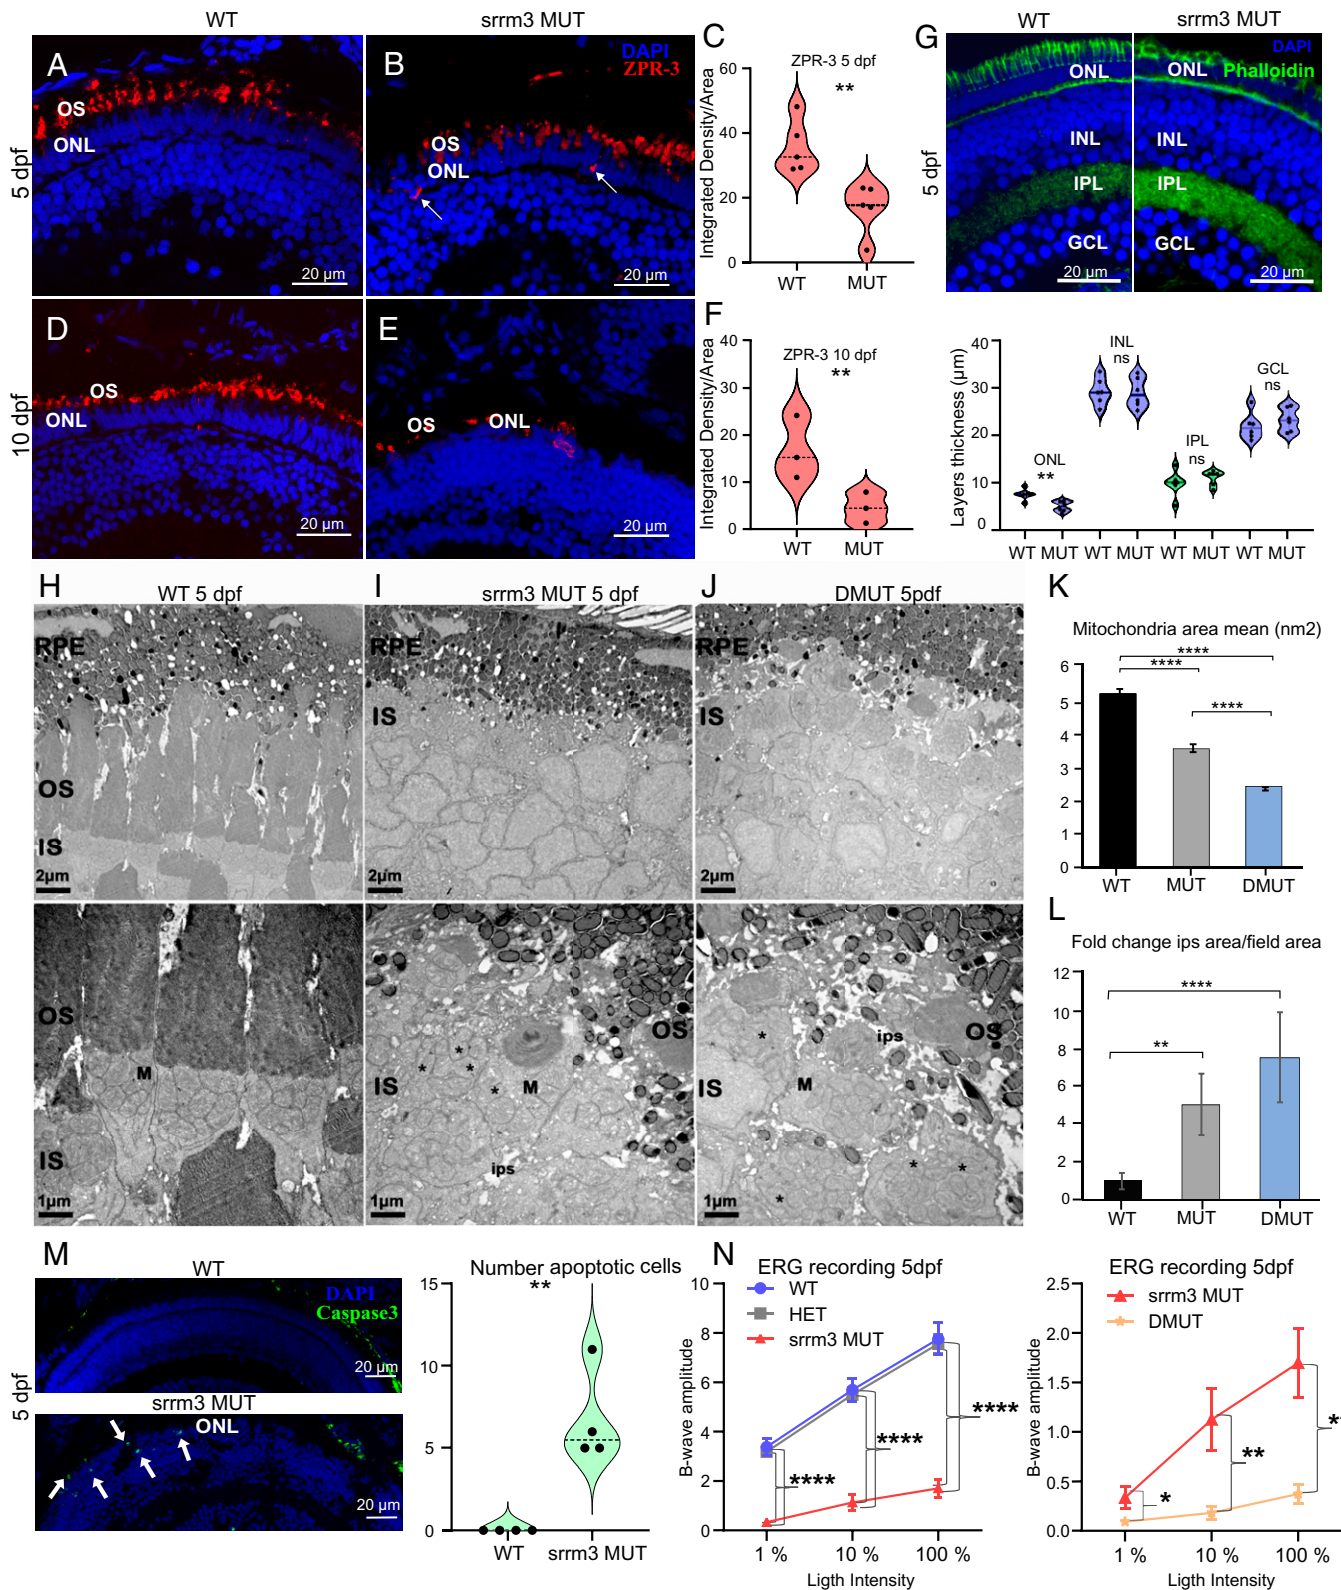 WT
srrm3 MUT
5 dpf
A
OS
ONL
20 µm
B
DAPI
ZPR-3
OS
ONL
20 µm
C
ZPR-3 5 dpf
**
Integrated Density/Area
60
40
20
0
WT
MUT
G
WT
srrm3 MUT
5 dpf
DAPI
Phalloidin
ONL
ONL
INL
INL
IPL
IPL
GCL
GCL
20 µm
20 µm
10 dpf
D
OS
ONL
20 µm
E
OS
ONL
20 µm
F
ZPR-3 10 dpf
**
Integrated Density/Area
40
30
20
10
0
WT
MUT
Layers thickness (µm)
40
30
20
10
0
ONL
**
INL
ns
IPL
ns
GCL
ns
WT MUT WT MUT WT MUT WT MUT
H
WT 5 dpf
RPE
OS
IS
2µm
OS
M
IS
1µm
I
srrm3 MUT 5 dpf
IS
2µm
OS
*
*
*
*
M
IS
ips
1µm
J
DMUT 5pdf
RPE
IS
2µm
*
ips
OS
IS
M
*
*
*
1µm
K
Mitochondria area mean (nm2)
****
****
****
6
5
4
3
2
1
0
WT
MUT
DMUT
L
Fold change ips area/field area
****
**
12
10
8
6
4
2
0
WT
MUT
DMUT
M
WT
DAPI
Caspase3
20 µm
5 dpf
srrm3 MUT
ONL
20 µm
Number apoptotic cells
**
15
10
5
0
WT
srrm3 MUT
N
ERG recording 5dpf
WT
HET
srrm3 MUT
B-wave amplitude
10
8
6
4
2
0
****
****
****
1 %
10 %
100 %
Ligth Intensity
ERG recording 5dpf
srrm3 MUT
DMUT
B-wave amplitude
2.5
2.0
1.5
1.0
0.5
0.0
*
**
1 %
10 %
100 %
Ligth Intensity